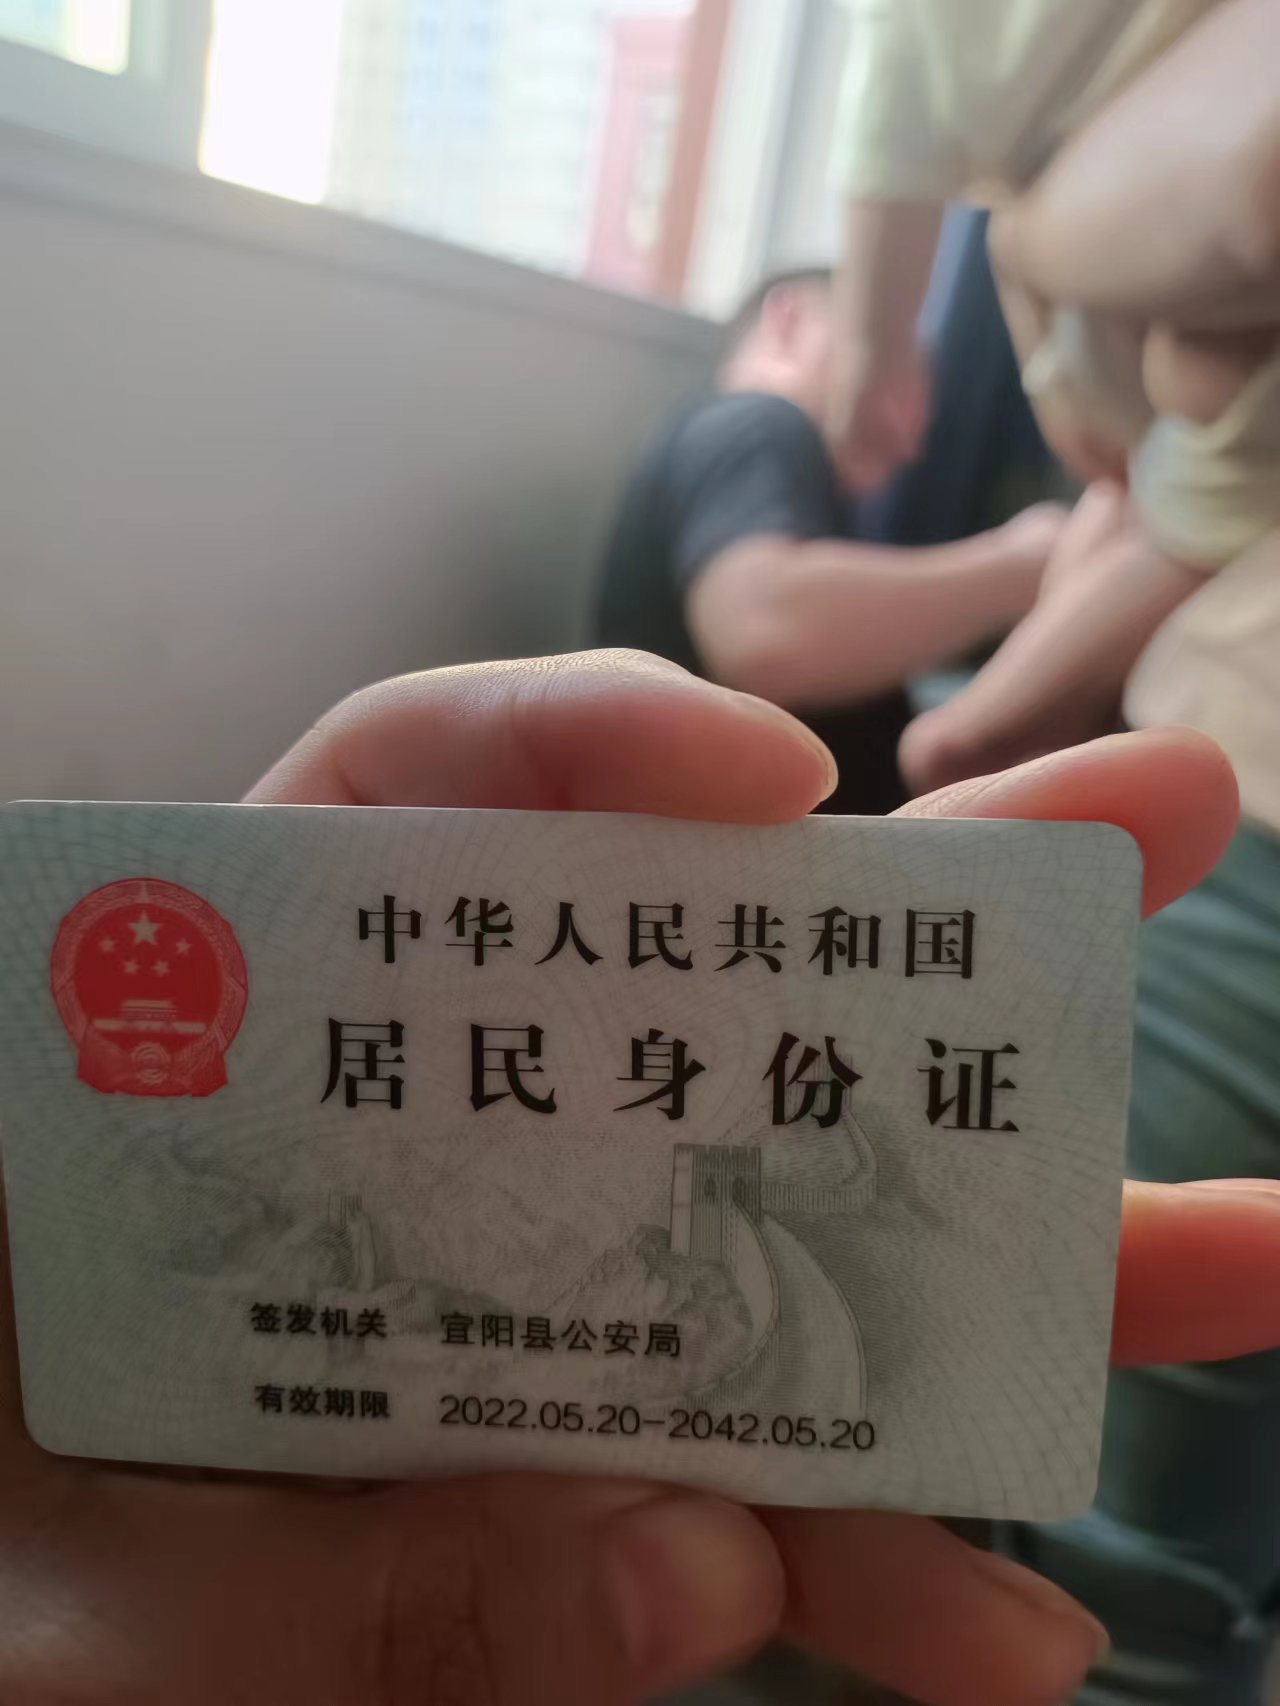 中华人民共和国
居民身份证
签发机关 宜阳县公安局
有效期限 2022.05.20-2042.05.20